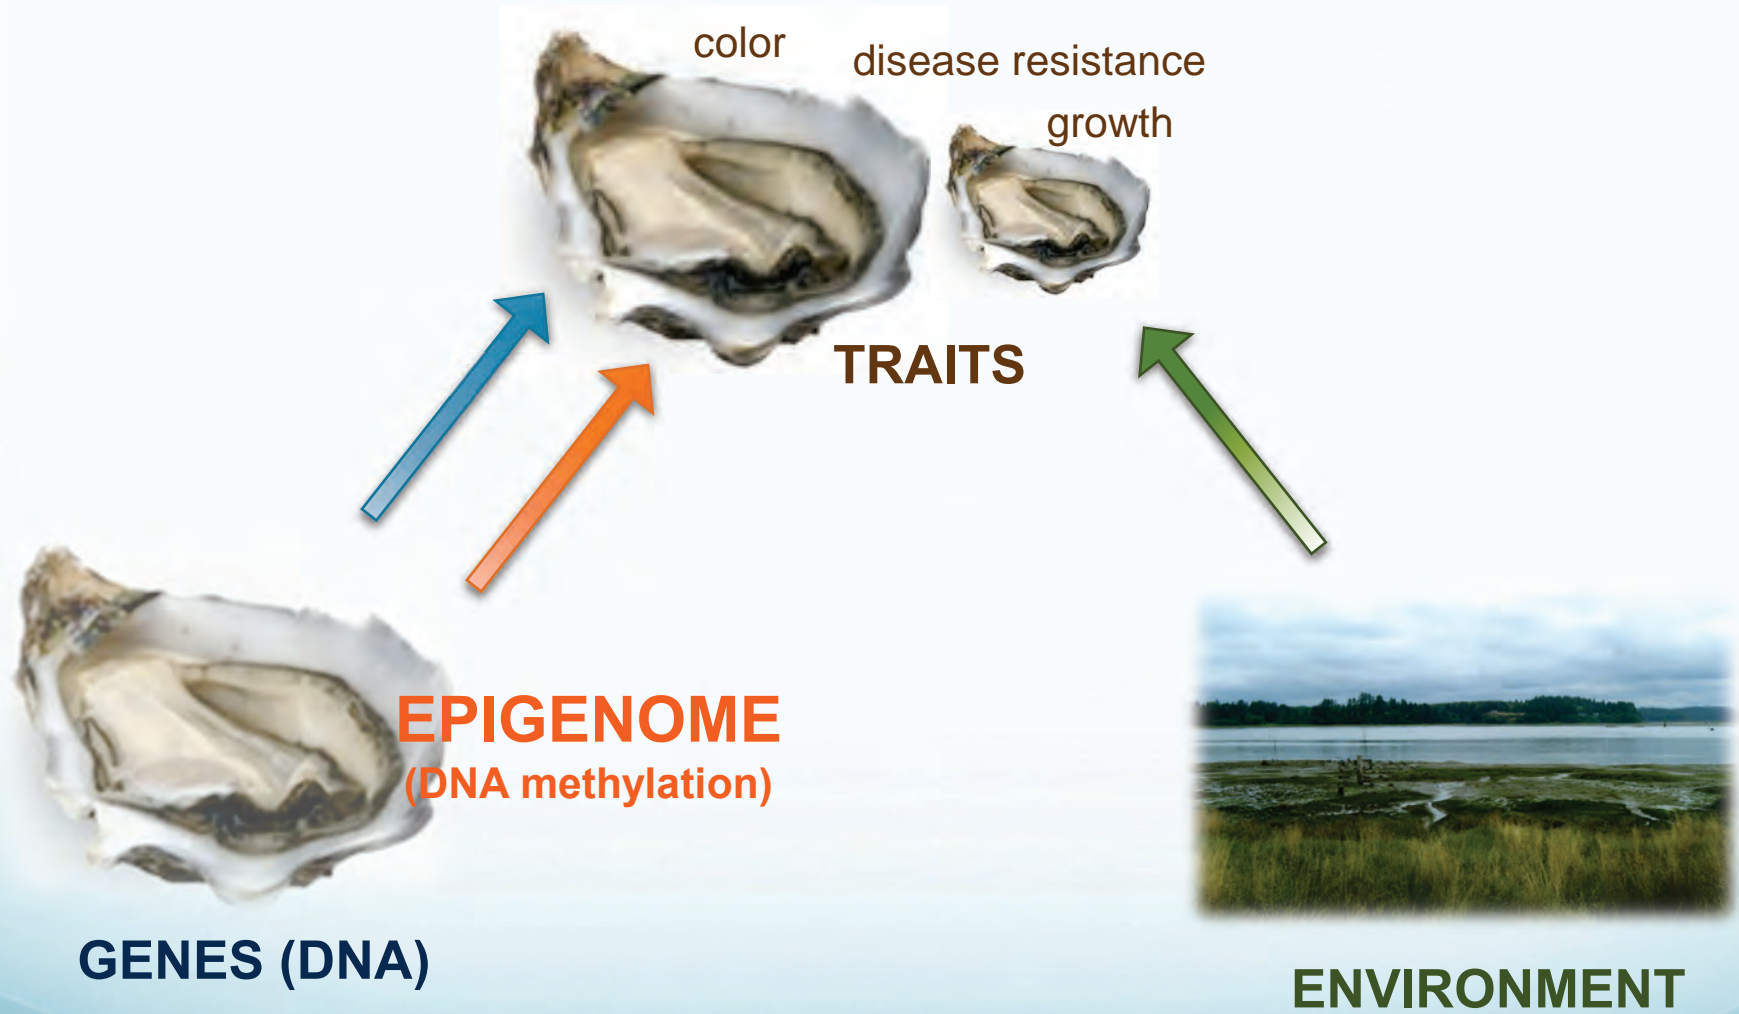 color
disease resistance
growth
TRAITS
EPIGENOME
(DNA methylation)
GENES (DNA)
ENVIRONMENT